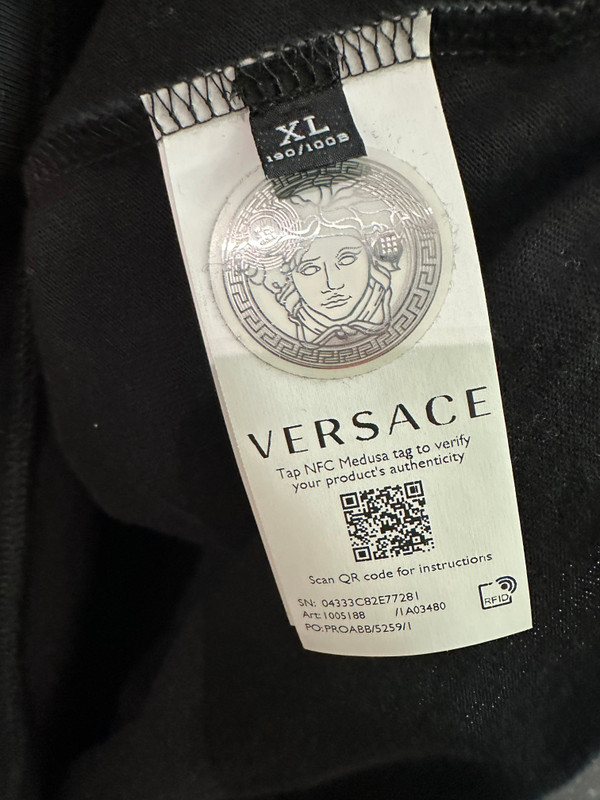 XL
190/100B
VERSACE
Tap NFC Medusa tag to verify
your product's authenticity
Scan QR code for instructions
SN: 04333C82E77281
Art:1005188 /1A03480
PO:PROABB/5259/1
RFID